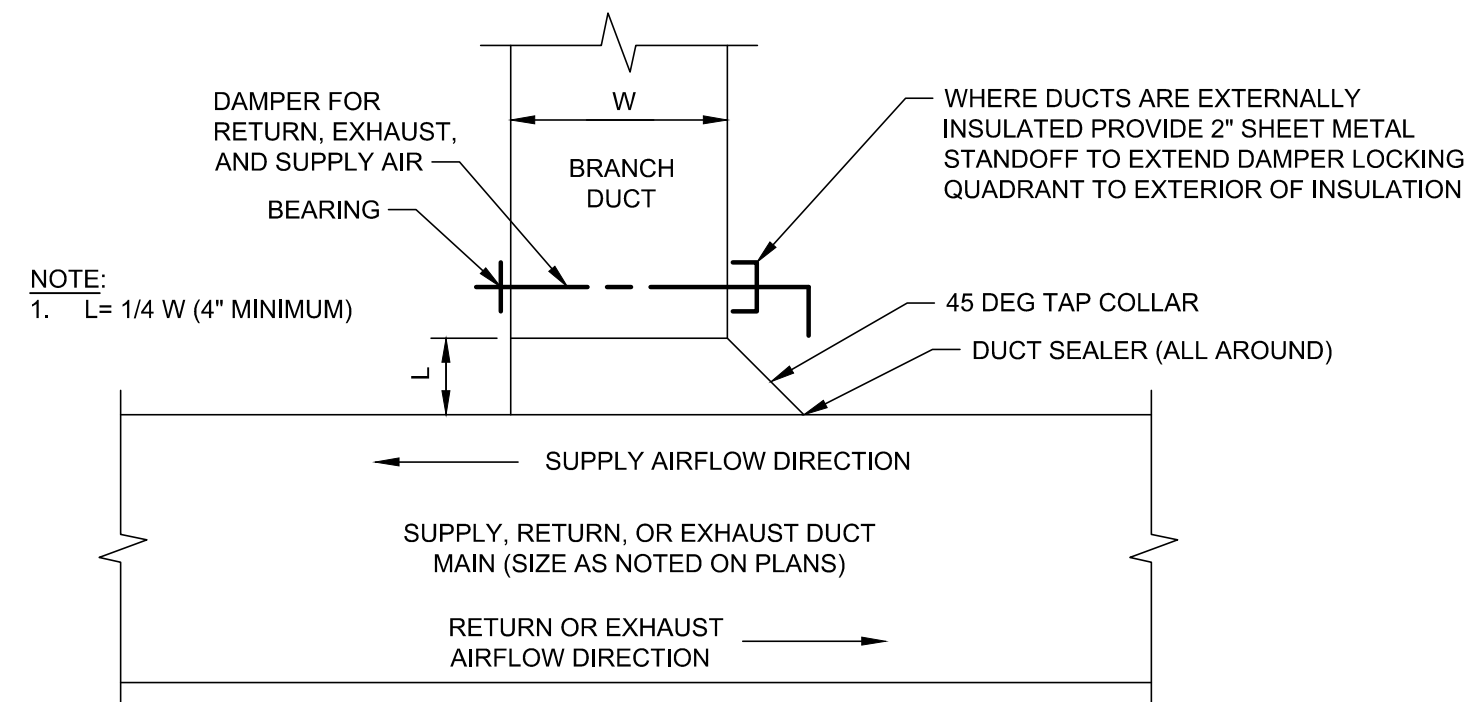 DAMPER FOR
RETURN, EXHAUST,
AND SUPPLY AIR
BEARING
W
BRANCH
DUCT
WHERE DUCTS ARE EXTERNALLY
INSULATED PROVIDE 2" SHEET METAL
STANDOFF TO EXTEND DAMPER LOCKING
QUADRANT TO EXTERIOR OF INSULATION
NOTE:
1. L= 1/4 W (4" MINIMUM)
45 DEG TAP COLLAR
DUCT SEALER (ALL AROUND)
L
SUPPLY AIRFLOW DIRECTION
SUPPLY, RETURN, OR EXHAUST DUCT
MAIN (SIZE AS NOTED ON PLANS)
RETURN OR EXHAUST
AIRFLOW DIRECTION